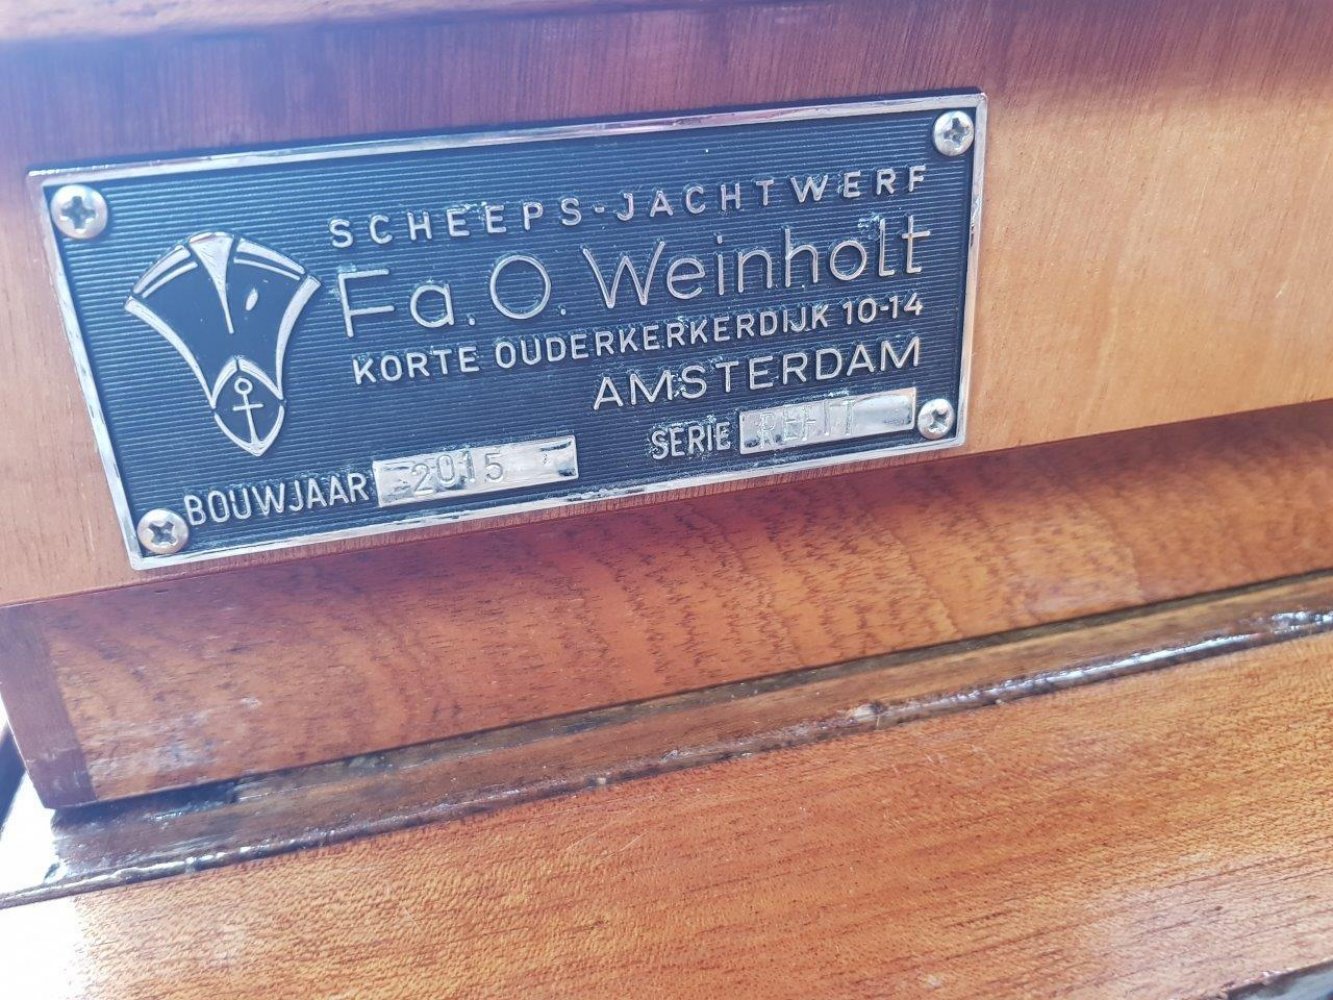 SCHEEPS-JACHTWERF
Fa. O. Weinholt
KORTE OUDERKERKERDIJK 10-14
AMSTERDAM
BOUWJAAR 2015 SERIE REFIT